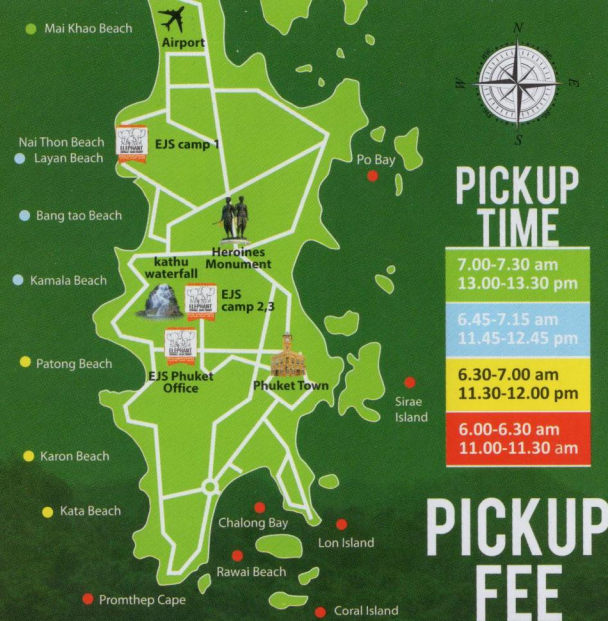 Airport
Mai Khao Beach
Nai Thon Beach
Layan Beach
EJS camp 1
ELEPHANT
Bang tao Beach
Kamala Beach
Heroines
Monument
kathu
waterfall
ELEPHANT
EJS
camp 2,3
ELEPHANT
EJS Phuket
Office
Phuket Town
Patong Beach
Karon Beach
Kata Beach
Promthep Cape
Po Bay
Sirae
Island
Chalong Bay
Lon Island
Rawai Beach
Coral Island
N
W
E
S
PICKUP
TIME
7.00-7.30 am
13.00-13.30 pm
6.45-7.15 am
11.45-12.45 pm
6.30-7.00 am
11.30-12.00 pm
6.00-6.30 am
11.00-11.30 am
PICKUP
FEE